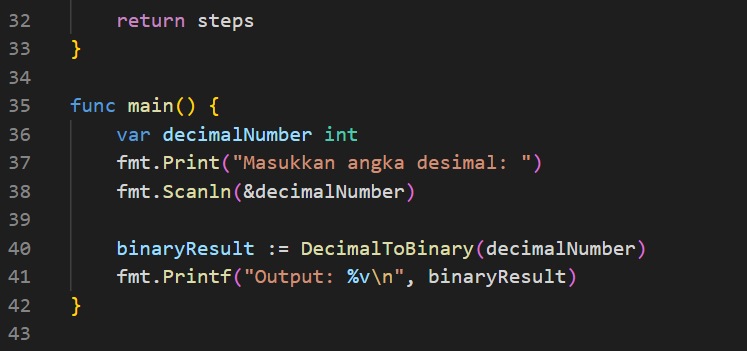 32 return steps
33 }
34
35 func main() {
36 var decimalNumber int
37 fmt.Print("Masukkan angka desimal: ")
38 fmt.Scanln(&decimalNumber)
39
40 binaryResult := DecimalToBinary(decimalNumber)
41 fmt.Printf("Output: %v\n", binaryResult)
42 }
43